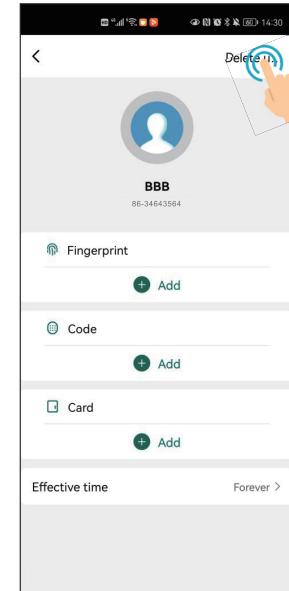 14:30
Delete u...
BBB
86-34643564
Fingerprint
Add
Code
Add
Card
Add
Effective time Forever